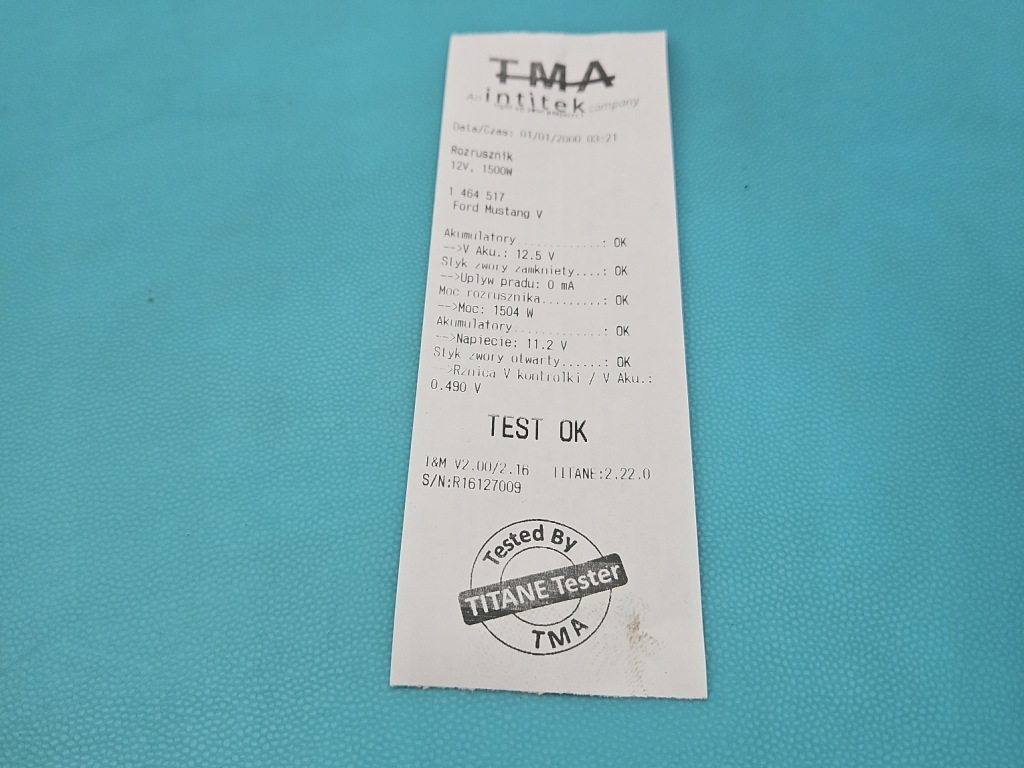 TMA
An intitek company
Data/Czas: 01/01/2000 03:21
Rozrusznik
12V, 1500W
1 464 517
Ford Mustang V
Akumulatory............: OK
-->V Aku.: 12.5 V
Styk zwory zamkniety....: OK
-->Uplyw pradu: 0 mA
Moc rozrusznika.........: OK
-->Moc: 1504 W
Akumulatory.............: OK
-->Napiecie: 11.2 V
Styk zwory otwarty......: OK
-->Rznica V kontrolki / V Aku.:
0.490 V
TEST OK
I&M V2.00/2.16 TITANE:2.22.0
S/N:R16127009
Tested By
TITANE Tester
TMA